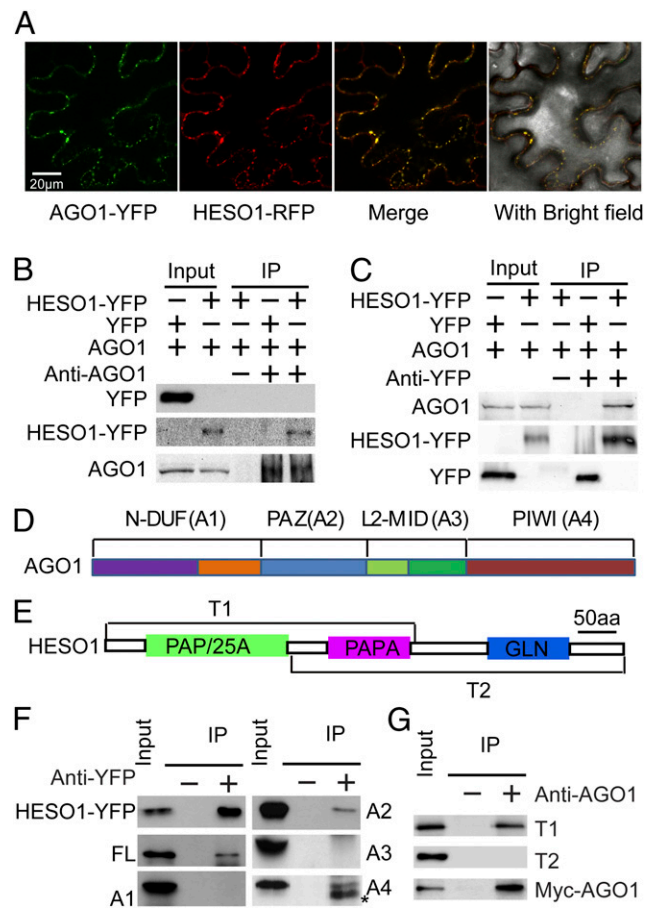 A
20μm
AGO1-YFP HESO1-RFP Merge With Bright field
B
Input IP
HESO1-YFP − + + − +
YFP + − − + −
AGO1 + + + + +
Anti-AGO1 − + +
YFP
HESO1-YFP
AGO1
C
Input IP
HESO1-YFP − + + − +
YFP + − − + −
AGO1 + + + + +
Anti-YFP − + +
AGO1
HESO1-YFP
YFP
D
N-DUF(A1) PAZ(A2) L2-MID(A3) PIWI (A4)
AGO1
E
T1
50aa
HESO1 PAP/25A PAPA GLN
T2
F
Input IP Input IP
Anti-YFP − + − +
HESO1-YFP A2
FL A3
A1 A4
*
G
Input IP
− + Anti-AGO1
T1
T2
Myc-AGO1